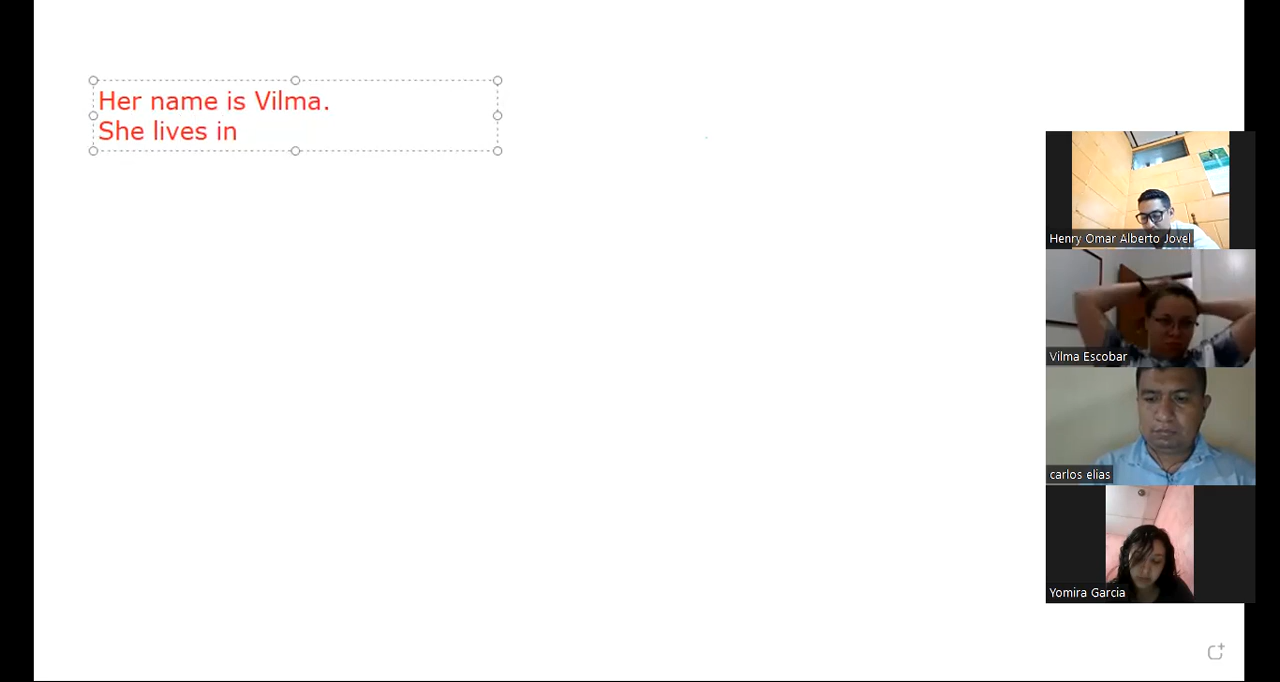 Her name is Vilma.
She lives in
Henry Omar Alberto Jovel
Vilma Escobar
carlos elias
Yomira Garcia